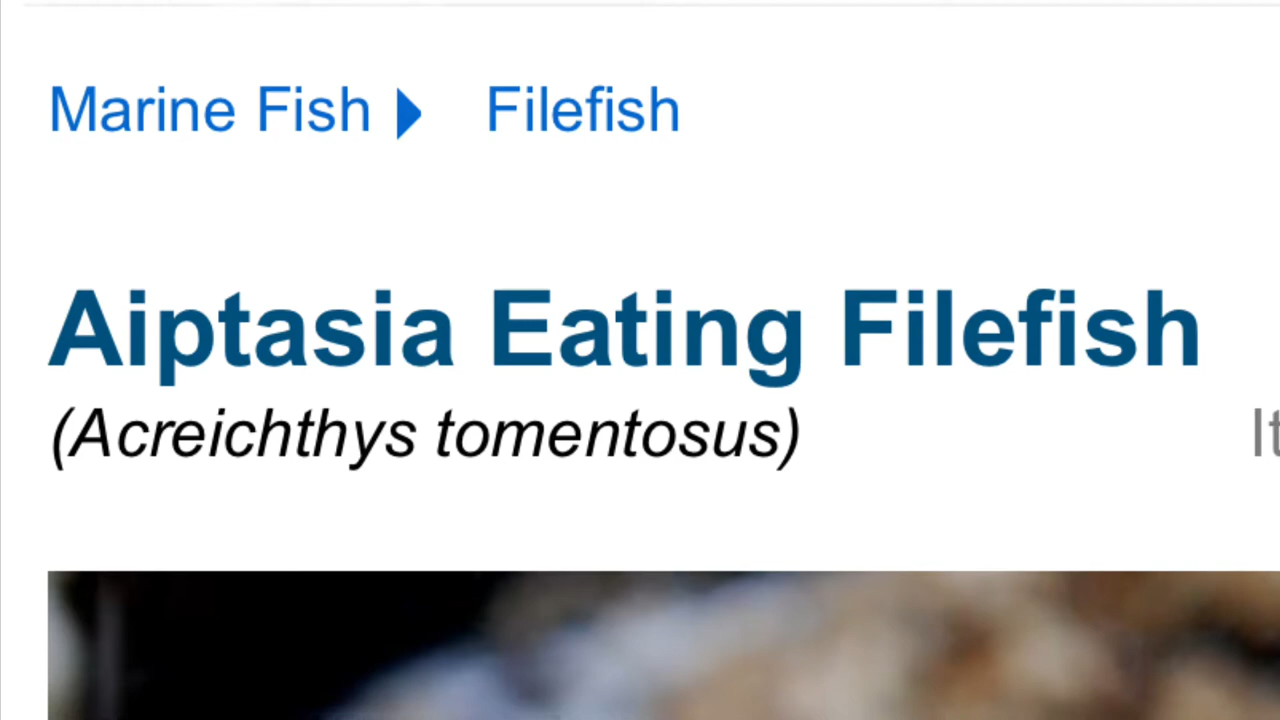 Marine Fish Filefish
Aiptasia Eating Filefish
(Acreichthys tomentosus)